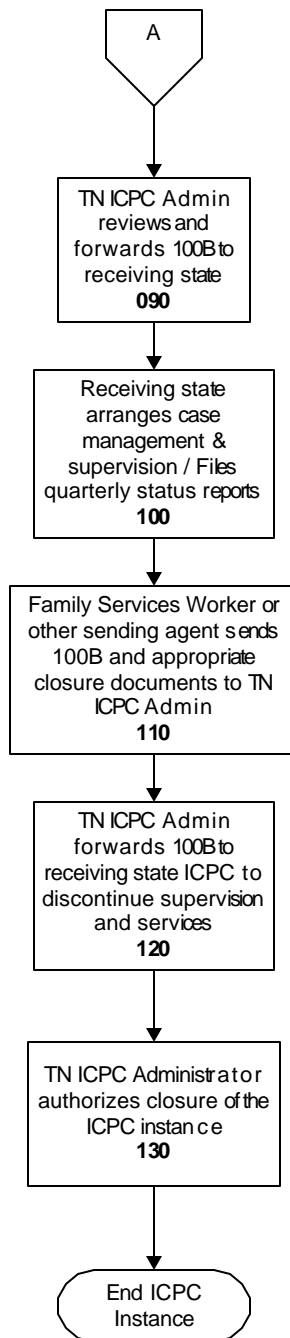 A
TN ICPC Admin
reviews and
forwards 100B to
receiving state
090
Receiving state
arranges case
management &
supervision / Files
quarterly status reports
100
Family Services Worker or
other sending agent sends
100B and appropriate
closure documents to TN
ICPC Admin
110
TN ICPC Admin
forwards 100B to
receiving state ICPC to
discontinue supervision
and services
120
TN ICPC Administrator
authorizes closure of the
ICPC instance
130
End ICPC
Instance